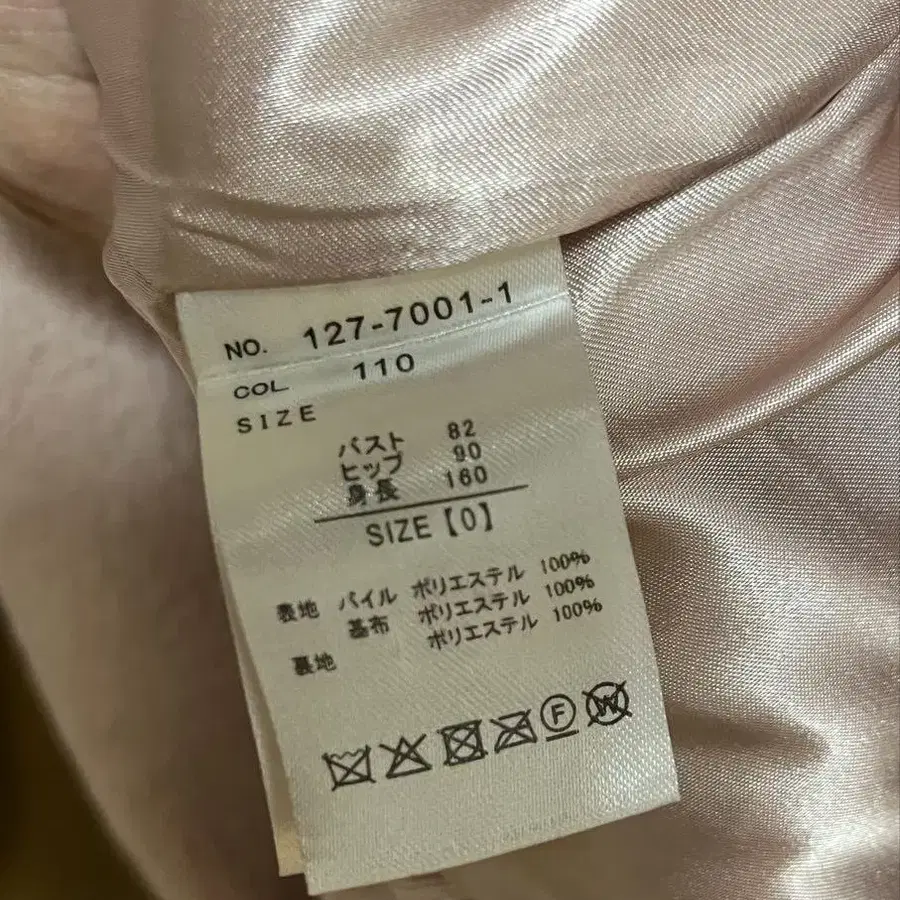 NO. 127-7001-1
COL 110
SIZE
バスト 82
ヒップ 90
身長 160
SIZE【0】
表地 パイル ポリエステル 100%
基布 ポリエステル 100%
裏地 ポリエステル 100%
F W